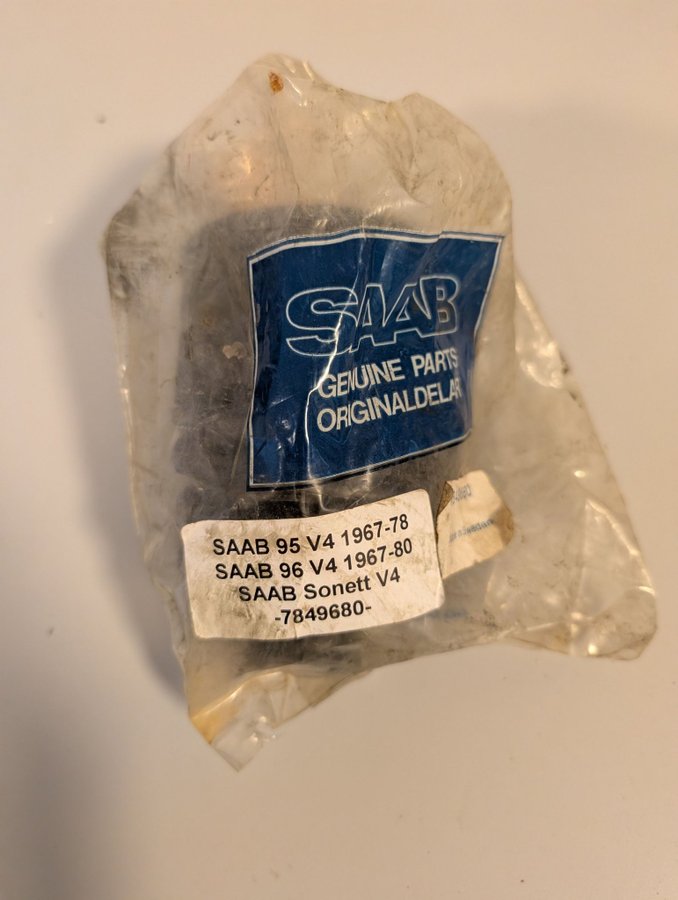 SAAB
GENUINE PARTS
ORIGINALDELAR
SAAB 95 V4 1967-78
SAAB 96 V4 1967-80
SAAB Sonett V4
-7849680-